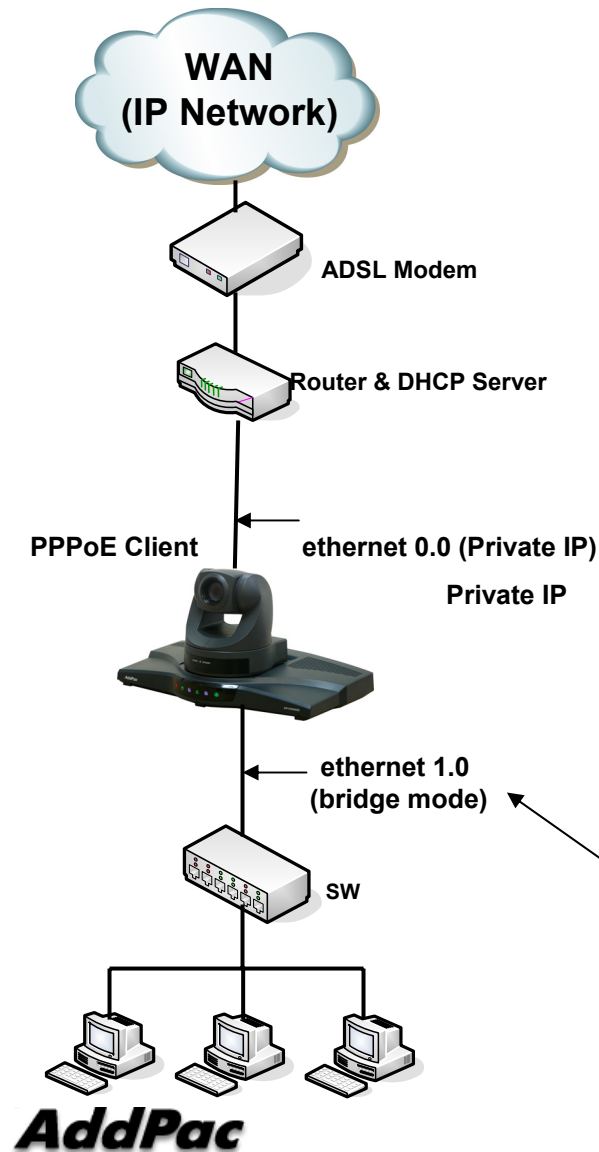 WAN
(IP Network)
ADSL Modem
Router & DHCP Server
PPPoE Client
ethernet 0.0 (Private IP)
Private IP
ethernet 1.0
(bridge mode)
SW
AddPac